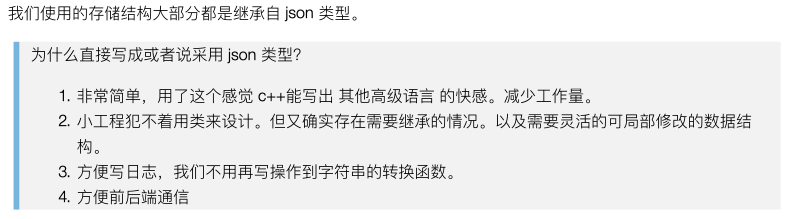 我们使用的存储结构大部分都是继承自 json 类型。
为什么直接写成或者说采用 json 类型？
1. 非常简单，用了这个感觉 c++能写出 其他高级语言 的快感。减少工作量。
2. 小工程犯不着用类来设计。但又确实存在需要继承的情况。以及需要灵活的可局部修改的数据结
构。
3. 方便写日志，我们不用再写操作到字符串的转换函数。
4. 方便前后端通信